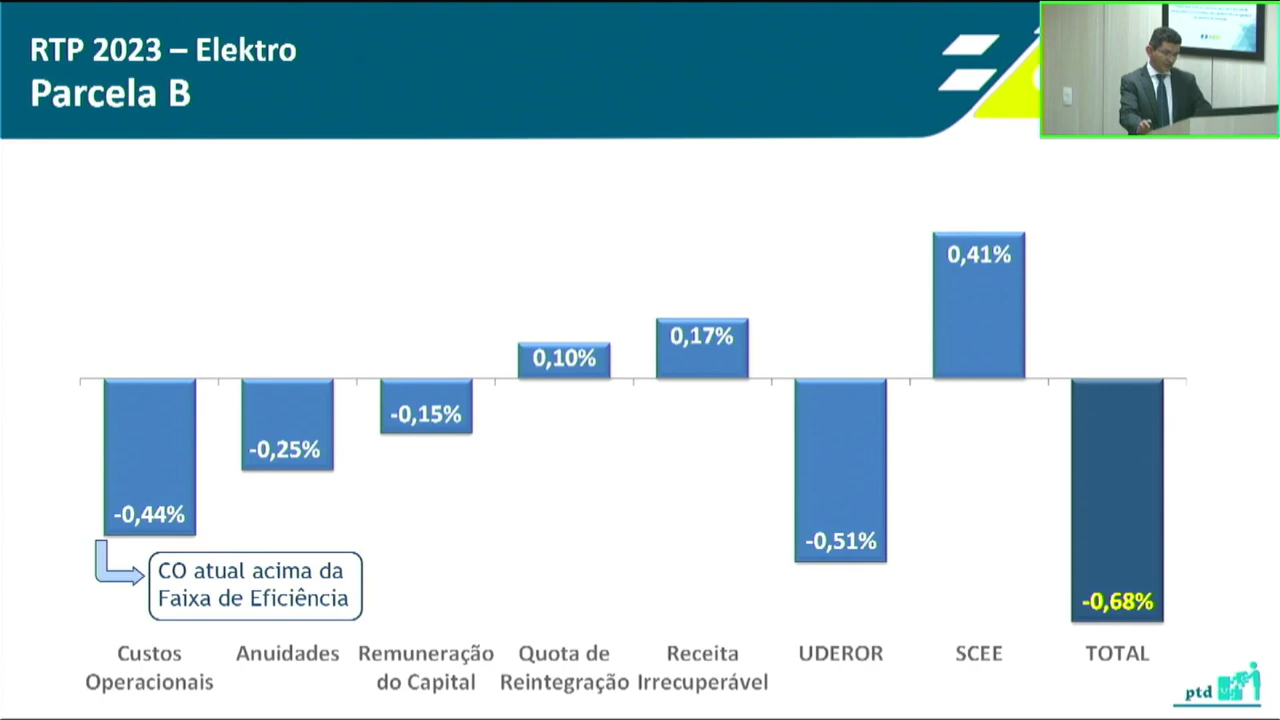 RTP 2023 – Elektro
Parcela B
0,41%
0,17%
0,10%
-0,15%
-0,25%
-0,44%
-0,51%
-0,68%
CO atual acima da
Faixa de Eficiência
Custos
Operacionais
Anuidades
Remuneração
do Capital
Quota de
Reintegração
Receita
Irrecuperável
UDEROR
SCEE
TOTAL
ptd